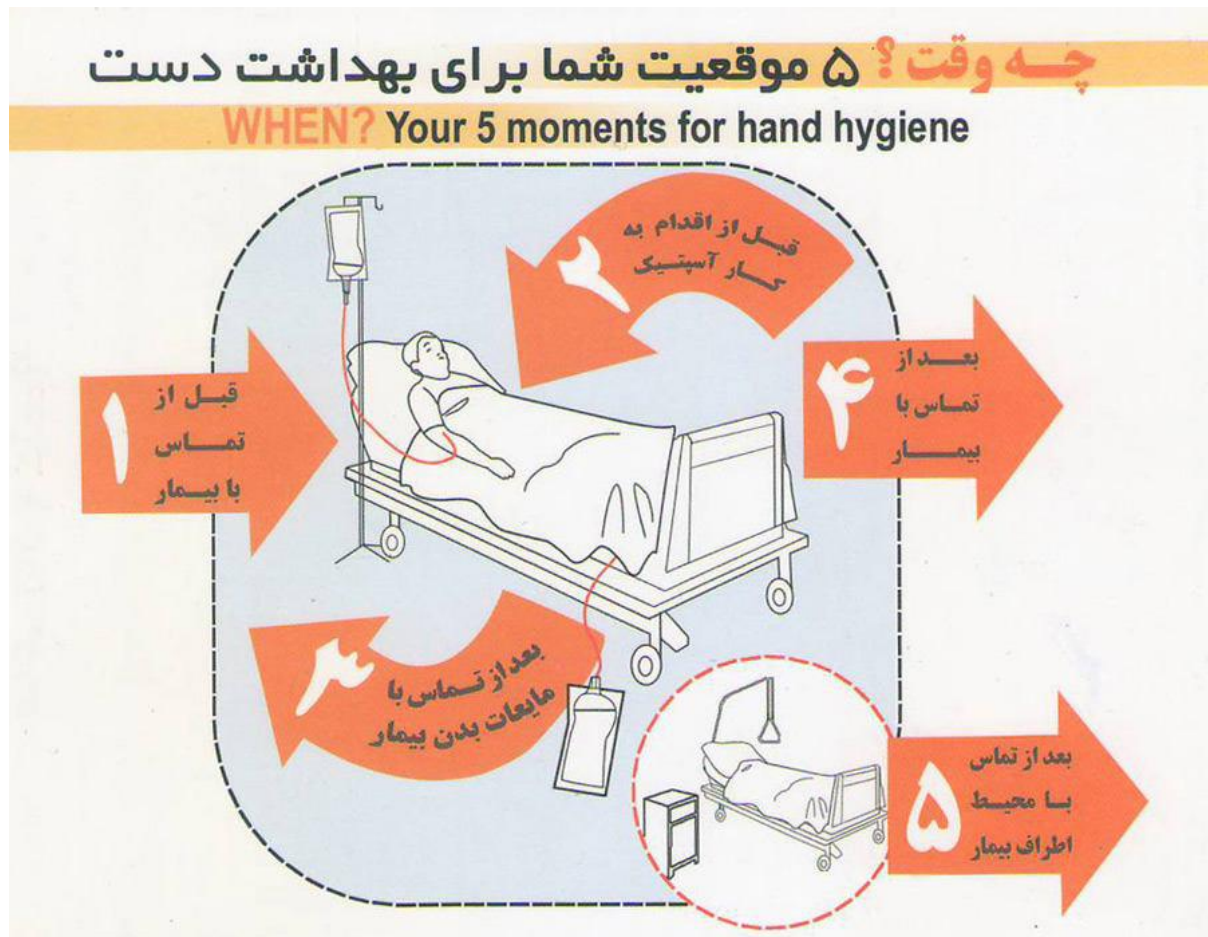 چه وقت؟ ۵ موقعیت شما برای بهداشت دست
WHEN? Your 5 moments for hand hygiene
۱
قبل از
تماس
با بیمار
۲
قبل از اقدام به
کار آسپتیک
۳
بعد از تماس با
مایعات بدن بیمار
۴
بعد از
تماس با
بیمار
۵
بعد از تماس
با محیط
اطراف بیمار